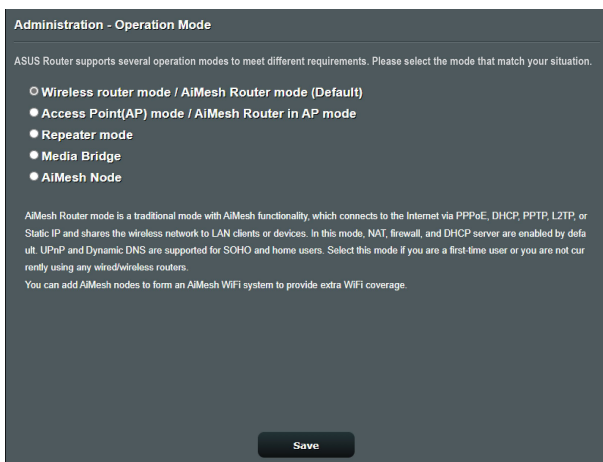 Administration - Operation Mode
ASUS Router supports several operation modes to meet different requirements. Please select the mode that match your situation.
Wireless router mode / AiMesh Router mode (Default)
Access Point(AP) mode / AiMesh Router in AP mode
Repeater mode
Media Bridge
AiMesh Node
AiMesh Router mode is a traditional mode with AiMesh functionality, which connects to the Internet via PPPoE, DHCP, PPTP, L2TP, or
Static IP and shares the wireless network to LAN clients or devices. In this mode, NAT, firewall, and DHCP server are enabled by defa
ult. UPnP and Dynamic DNS are supported for SOHO and home users. Select this mode if you are a first-time user or you are not cur
rently using any wired/wireless routers.
You can add AiMesh nodes to form an AiMesh WiFi system to provide extra WiFi coverage.
Save